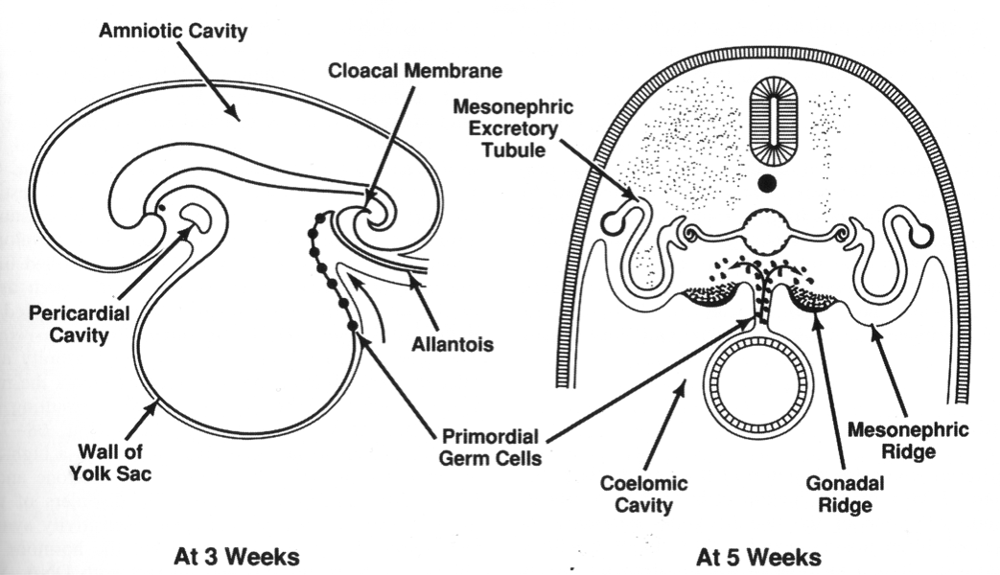 Amniotic Cavity
Cloacal Membrane
Mesonephric
Excretory
Tubule
Pericardial
Cavity
Allantois
Wall of
Yolk Sac
Primordial
Germ Cells
Coelomic
Cavity
Gonadal
Ridge
Mesonephric
Ridge
At 3 Weeks
At 5 Weeks